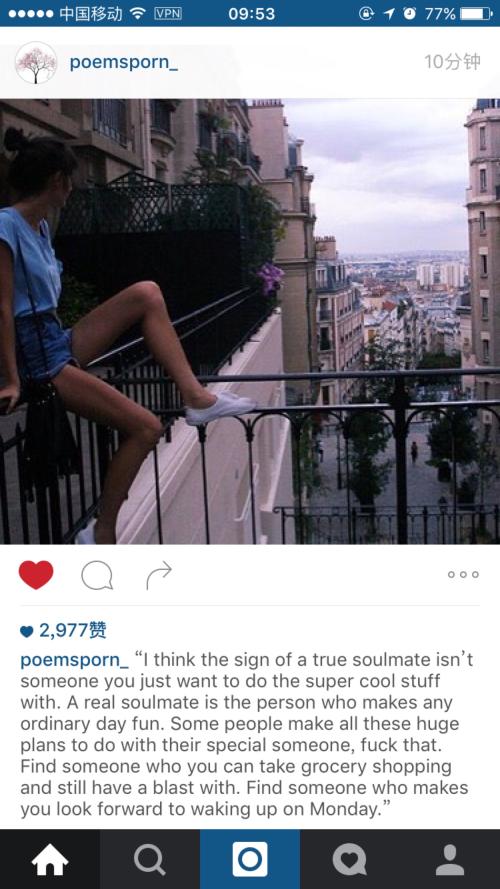 中国移动 VPN 09:53 77%
poemsporn_ 10分钟
2,977赞
poemsporn_ “I think the sign of a true soulmate isn’t
someone you just want to do the super cool stuff
with. A real soulmate is the person who makes any
ordinary day fun. Some people make all these huge
plans to do with their special someone, fuck that.
Find someone who you can take grocery shopping
and still have a blast with. Find someone who makes
you look forward to waking up on Monday.”